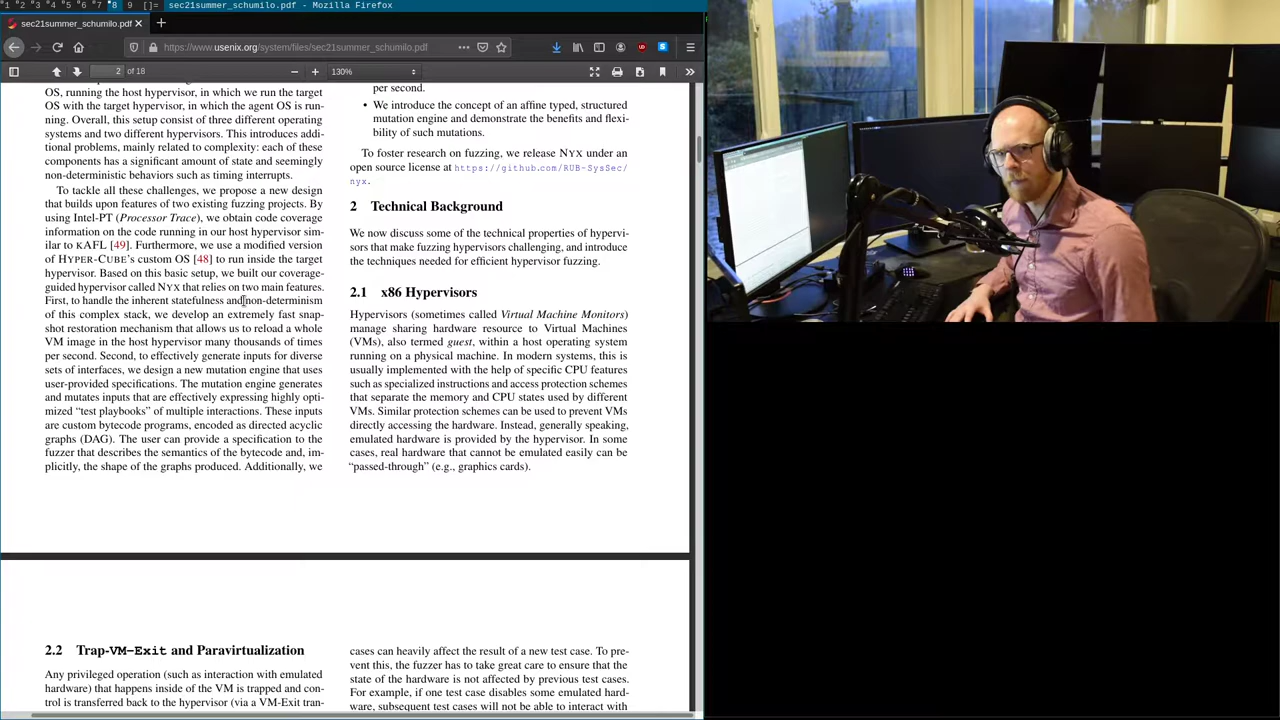 1 2 3 4 5 6 7 8 9 []= sec21summer_schumilo.pdf - Mozilla Firefox
sec21summer_schumilo.pdf
https://www.usenix.org/system/files/sec21summer_schumilo.pdf
2 of 18
130%
OS, running the host hypervisor, in which we run the target
OS with the target hypervisor, in which the agent OS is run-
ning. Overall, this setup consist of three different operating
systems and two different hypervisors. This introduces addi-
tional problems, mainly related to complexity: each of these
components has a significant amount of state and seemingly
non-deterministic behaviors such as timing interrupts.
To tackle all these challenges, we propose a new design
that builds upon features of two existing fuzzing projects. By
using Intel-PT (Processor Trace), we obtain code coverage
information on the code running in our host hypervisor sim-
ilar to KAFL [49]. Furthermore, we use a modified version
of HYPER-CUBE's custom OS [48] to run inside the target
hypervisor. Based on this basic setup, we built our coverage-
guided hypervisor called NYX that relies on two main features.
First, to handle the inherent statefulness and non-determinism
of this complex stack, we develop an extremely fast snap-
shot restoration mechanism that allows us to reload a whole
VM image in the host hypervisor many thousands of times
per second. Second, to effectively generate inputs for diverse
sets of interfaces, we design a new mutation engine that uses
user-provided specifications. The mutation engine generates
and mutates inputs that are effectively expressing highly opti-
mized “test playbooks” of multiple interactions. These inputs
are custom bytecode programs, encoded as directed acyclic
graphs (DAG). The user can provide a specification to the
fuzzer that describes the semantics of the bytecode and, im-
plicitly, the shape of the graphs produced. Additionally, we
per second.
• We introduce the concept of an affine typed, structured
mutation engine and demonstrate the benefits and flexi-
bility of such mutations.
To foster research on fuzzing, we release NYX under an
open source license at https://github.com/RUB-SysSec/
nyx.
2 Technical Background
We now discuss some of the technical properties of hypervi-
sors that make fuzzing hypervisors challenging, and introduce
the techniques needed for efficient hypervisor fuzzing.
2.1 x86 Hypervisors
Hypervisors (sometimes called Virtual Machine Monitors)
manage sharing hardware resource to Virtual Machines
(VMs), also termed guest, within a host operating system
running on a physical machine. In modern systems, this is
usually implemented with the help of specific CPU features
such as specialized instructions and access protection schemes
that separate the memory and CPU states used by different
VMs. Similar protection schemes can be used to prevent VMs
directly accessing the hardware. Instead, generally speaking,
emulated hardware is provided by the hypervisor. In some
cases, real hardware that cannot be emulated easily can be
“passed-through” (e.g., graphics cards).
2.2 Trap-VM-Exit and Paravirtualization
Any privileged operation (such as interaction with emulated
hardware) that happens inside of the VM is trapped and con-
trol is transferred back to the hypervisor (via a VM-Exit tran-
cases can heavily affect the result of a new test case. To pre-
vent this, the fuzzer has to take great care to ensure that the
state of the hardware is not affected by previous test cases.
For example, if one test case disables some emulated hard-
ware, subsequent test cases will not be able to interact with